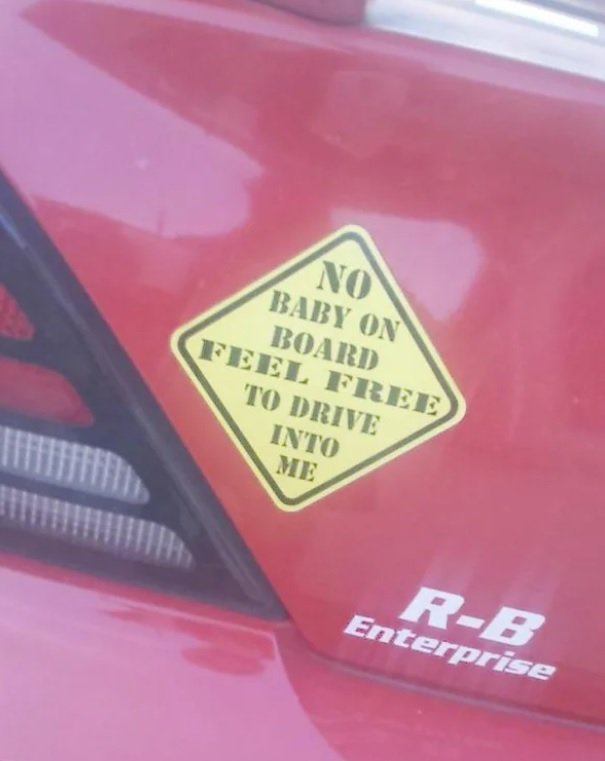 NO
BABY ON
BOARD
FEEL FREE
TO DRIVE
INTO
ME
R-B
Enterprise